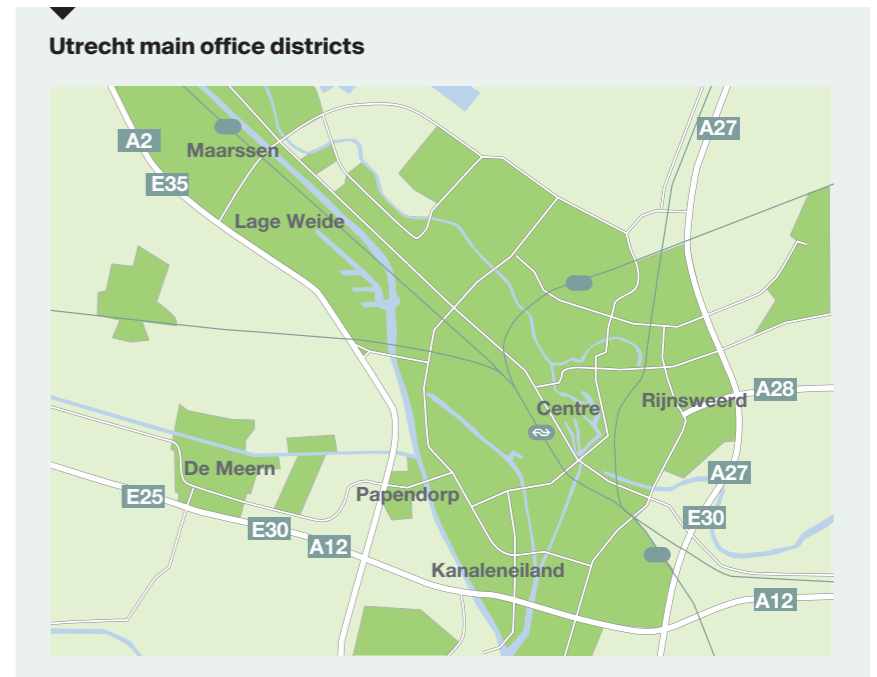 Utrecht main office districts
A27
A2
Maarssen
E35
Lage Weide
A28
Rijnsweerd
Centre
De Meern
A27
E25
Papendorp
E30
E30
A12
Kanaleneiland
A12